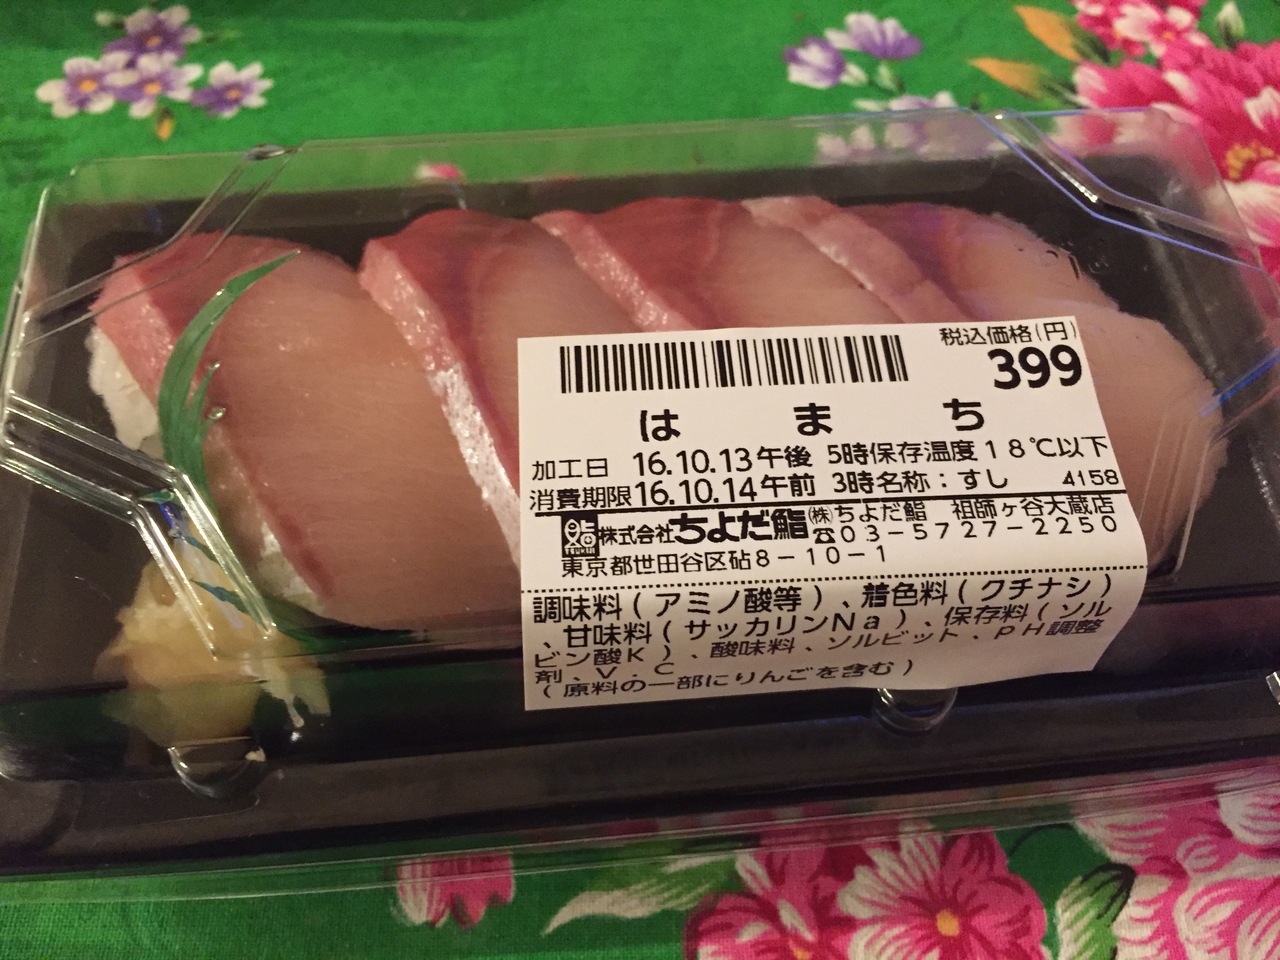 税込価格(円)
399
はまち
加工日 16.10.13午後 5時保存温度18℃以下
消費期限16.10.14午前 3時名称:すし 4158
鮨 株式会社ちよだ鮨 ㈱ちよだ鮨 祖師ヶ谷大蔵店
☎03-5727-2250
東京都世田谷区砧8-10-1
調味料(アミノ酸等)、着色料(クチナシ)
、甘味料(サッカリンNa)、保存料(ソル
ビン酸K)、酸味料、ソルビット、pH調整
剤、V.C
(原料の一部にりんごを含む)